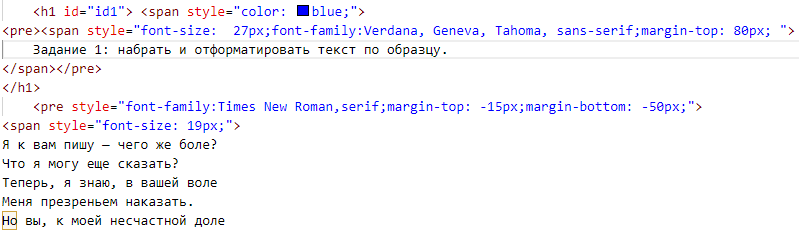 <h1 id="id1"> <span style="color: blue;">
<pre><span style="font-size:  27px;font-family:Verdana, Geneva, Tahoma, sans-serif;margin-top: 80px; ">
Задание 1: набрать и отформатировать текст по образцу.
</span></pre>
</h1>
<pre style="font-family:Times New Roman,serif;margin-top: -15px;margin-bottom: -50px;">
<span style="font-size: 19px;">
Я к вам пишу – чего же боле?
Что я могу еще сказать?
Теперь, я знаю, в вашей воле
Меня презреньем наказать.
Но вы, к моей несчастной доле